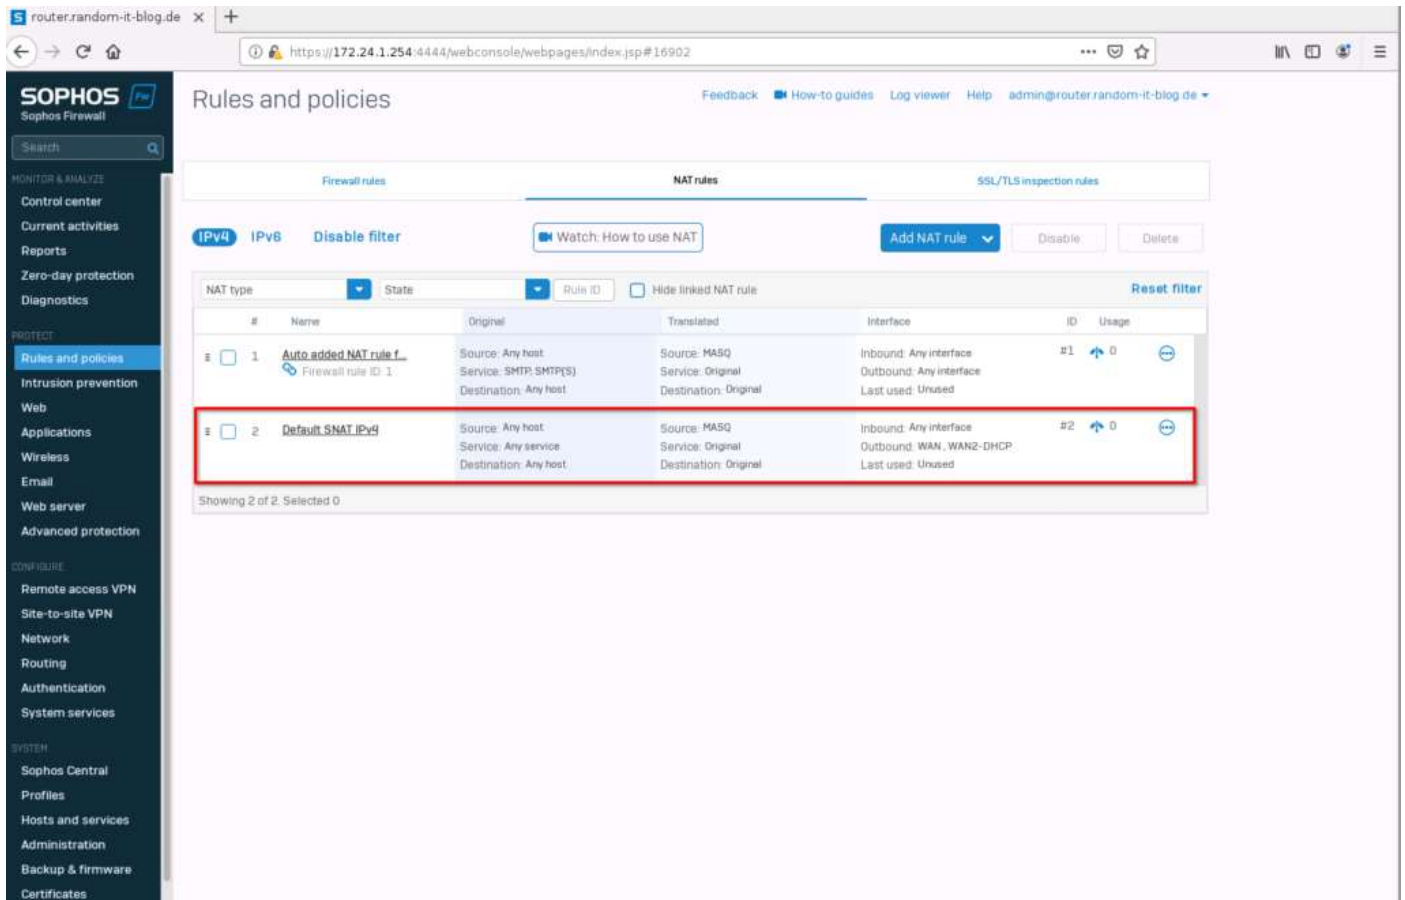 router.random-it-blog.de
https://172.24.1.254:4444/webconsole/webpages/index.jsp#16902
SOPHOS Fw
Sophos Firewall
Search
MONITOR & ANALYZE
Control center
Current activities
Reports
Zero-day protection
Diagnostics
PROTECT
Rules and policies
Intrusion prevention
Web
Applications
Wireless
Email
Web server
Advanced protection
CONFIGURE
Remote access VPN
Site-to-site VPN
Network
Routing
Authentication
System services
SYSTEM
Sophos Central
Profiles
Hosts and services
Administration
Backup & firmware
Certificates
Rules and policies
Feedback How-to guides Log viewer Help admin@router.random-it-blog.de
Firewall rules NAT rules SSL/TLS inspection rules
IPv4 IPv6 Disable filter Watch: How to use NAT Add NAT rule Disable Delete
NAT type State Rule ID Hide linked NAT rule Reset filter
# Name Original Translated Interface ID Usage
1 Auto added NAT rule f... Source: Any host Source: MASQ Inbound: Any interface #1 0
Firewall rule ID: 1 Service: SMTP, SMTP(S) Service: Original Outbound: Any interface
Destination: Any host Destination: Original Last used: Unused
2 Default SNAT IPv4 Source: Any host Source: MASQ Inbound: Any interface #2 0
Service: Any service Service: Original Outbound: WAN, WAN2-DHCP
Destination: Any host Destination: Original Last used: Unused
Showing 2 of 2. Selected 0